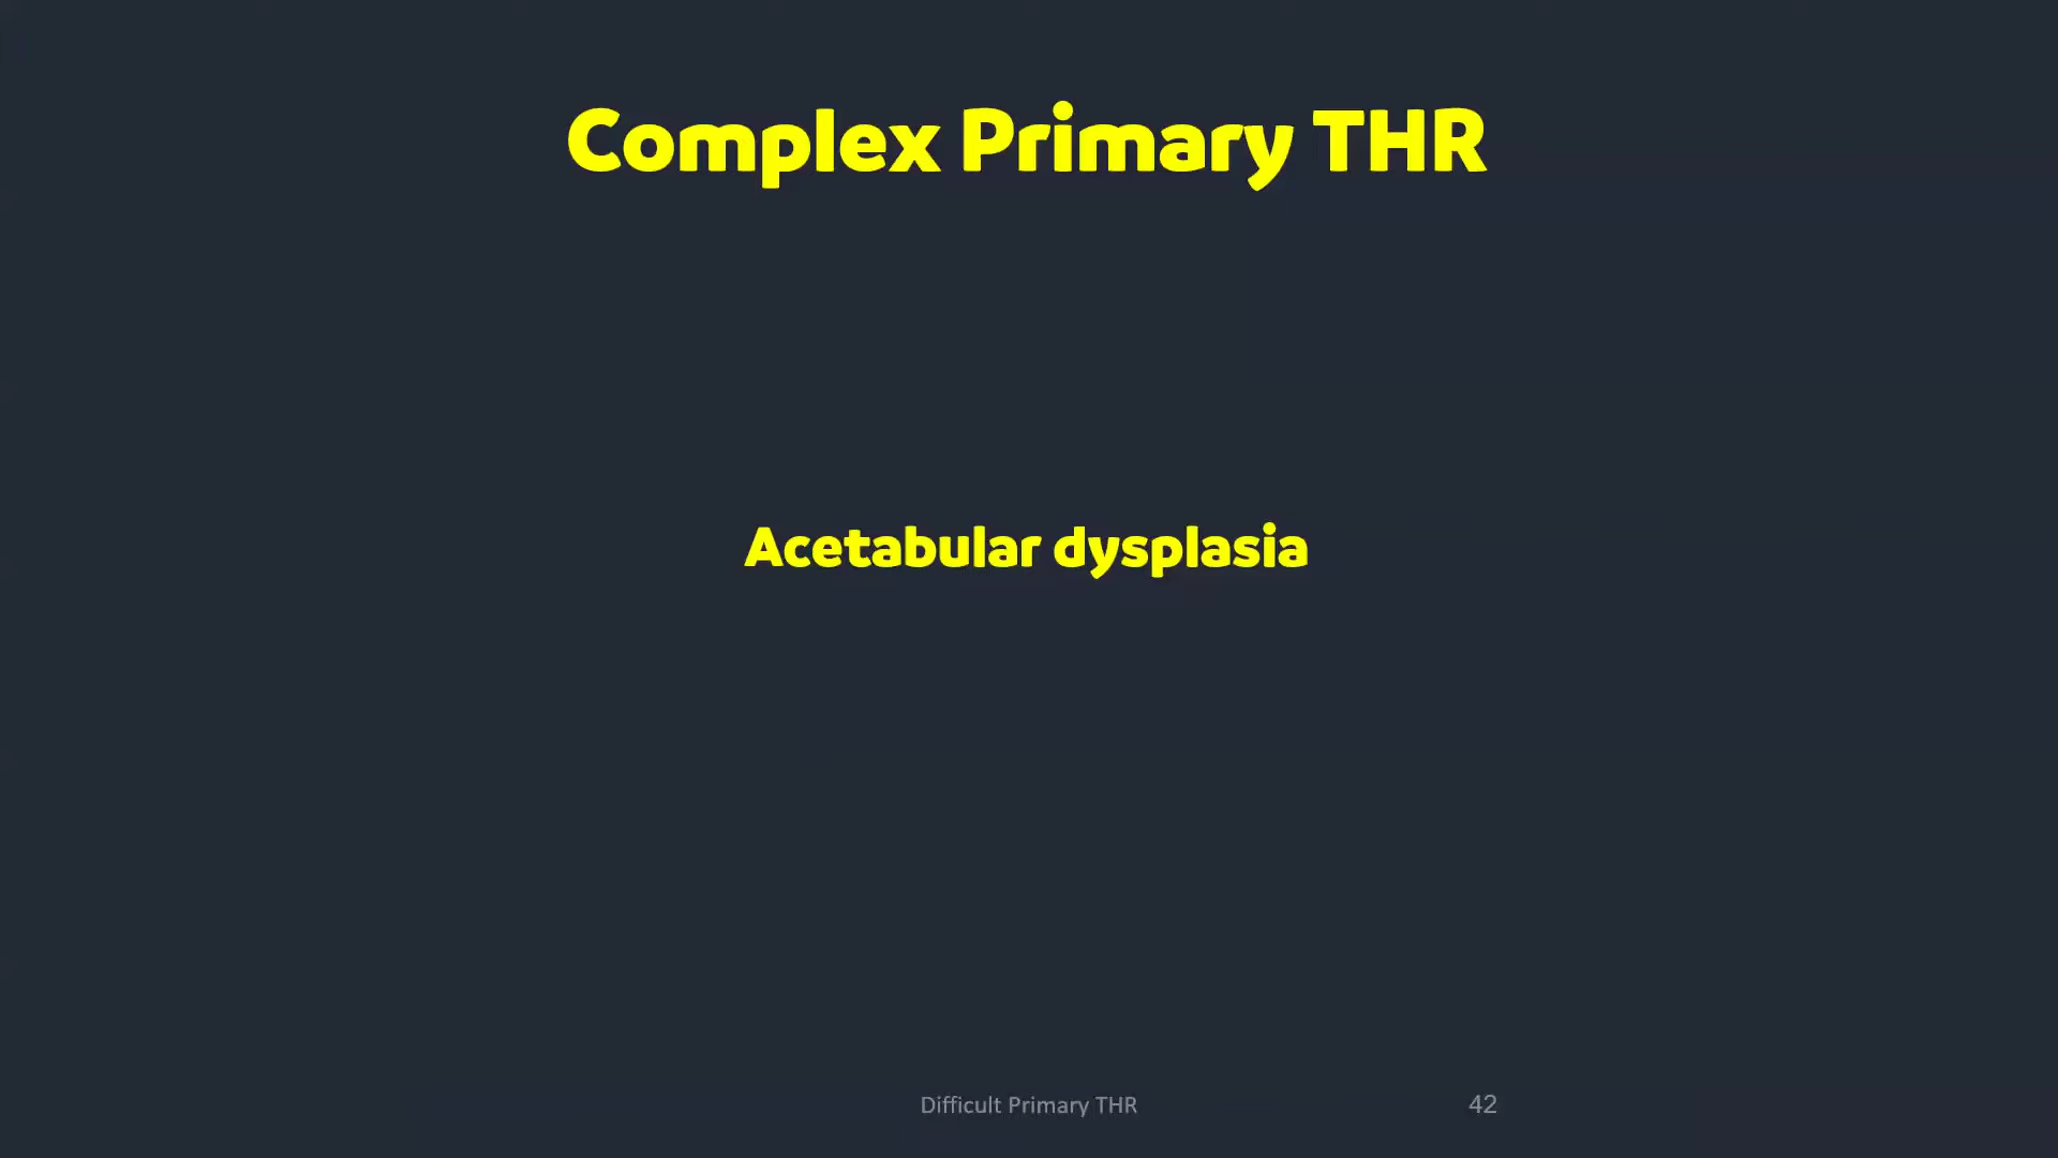 Complex Primary THR
Acetabular dysplasia
Difficult Primary THR
42